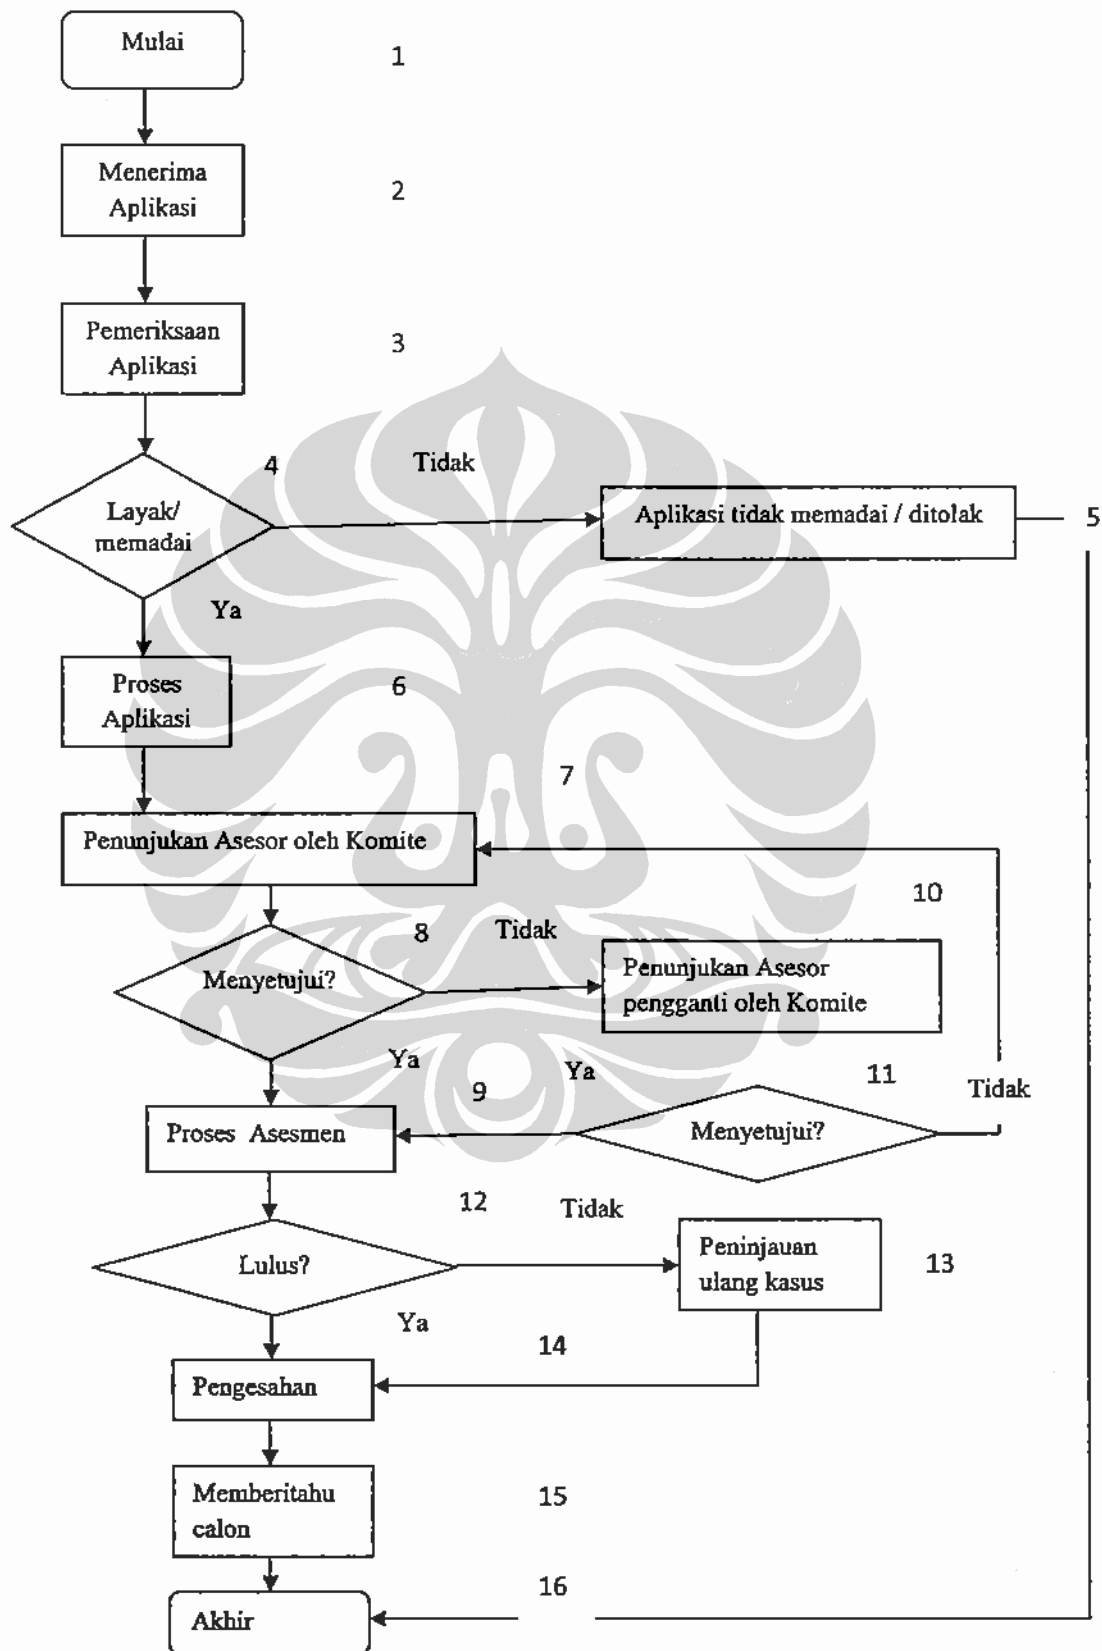 Mulai
1
Menerima
Aplikasi
2
Pemeriksaan
Aplikasi
3
4
Tidak
Layak/
memadai
Aplikasi tidak memadai / ditolak
5
Ya
Proses
Aplikasi
6
7
Penunjukan Asesor oleh Komite
10
8
Tidak
Menyetujui?
Penunjukan Asesor
pengganti oleh Komite
Ya
9
Ya
11
Tidak
Proses Asesmen
Menyetujui?
12
Tidak
Lulus?
Peninjauan
ulang kasus
13
Ya
14
Pengesahan
Memberitahu
calon
15
16
Akhir